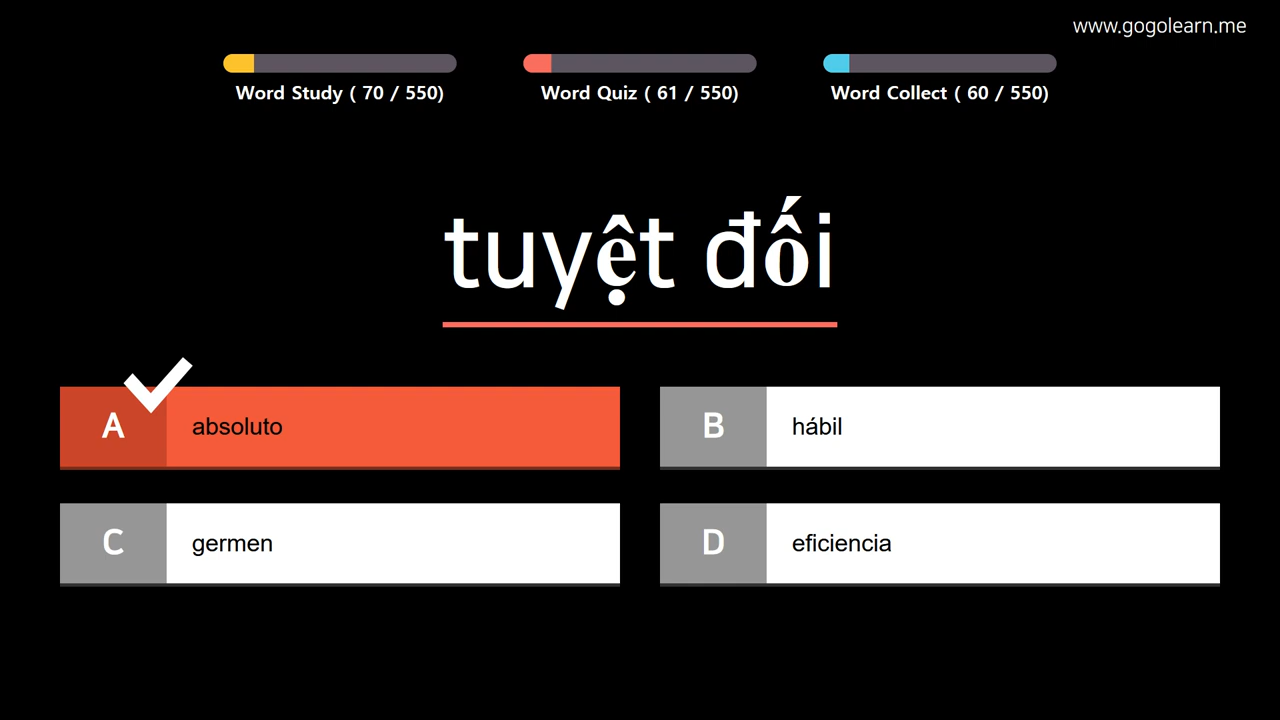 www.gogolearn.me
Word Study ( 70 / 550)
Word Quiz ( 61 / 550)
Word Collect ( 60 / 550)
tuyệt đối
A absoluto
B hábil
C germen
D eficiencia